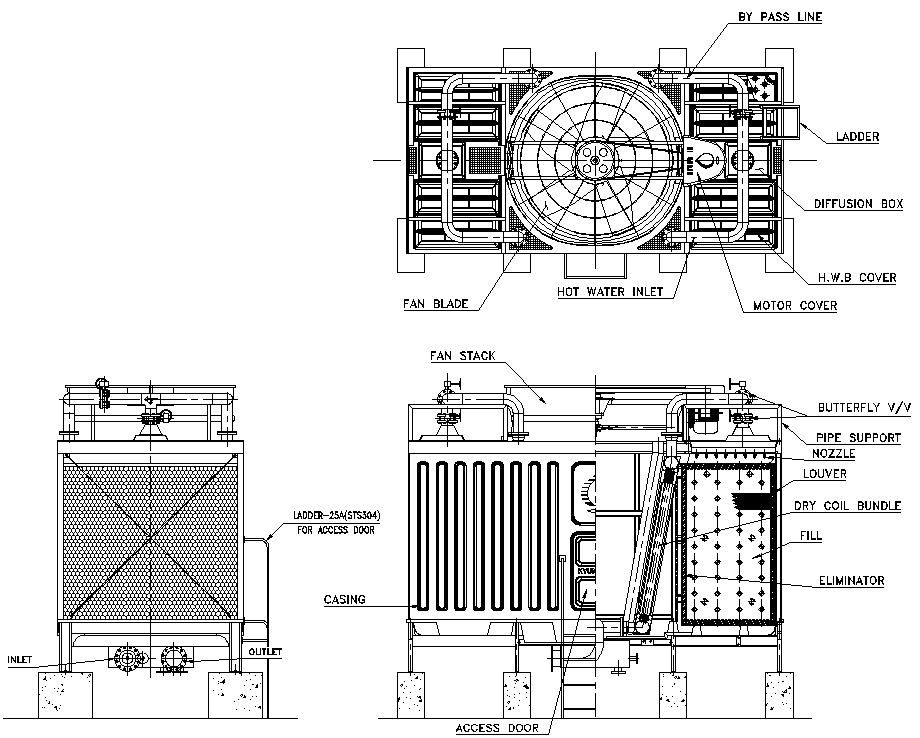 BY PASS LINE
LADDER
DIFFUSION BOX
H.W.B COVER
HOT WATER INLET
FAN BLADE
MOTOR COVER
FAN STACK
BUTTERFLY V/V
PIPE SUPPORT
NOZZLE
LOUVER
DRY COIL BUNDLE
LADDER-25A(STS304)
FOR ACCESS DOOR
FILL
ELIMINATOR
CASING
INLET
OUTLET
ACCESS DOOR